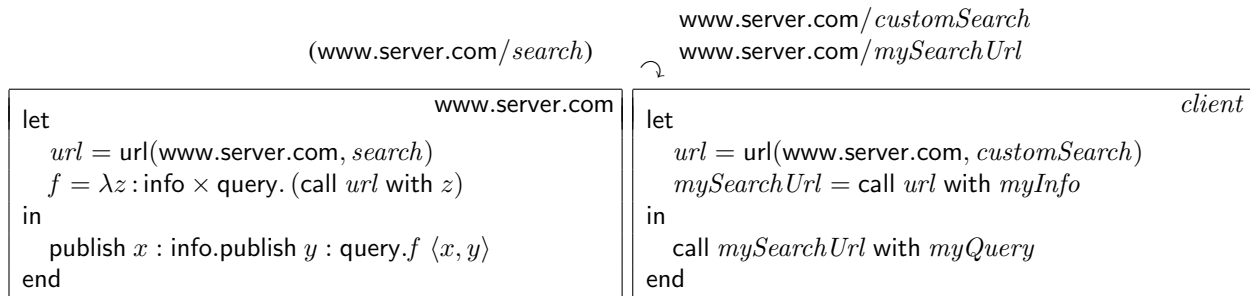 www.server.com/customSearch
(www.server.com/search) www.server.com/mySearchUrl
www.server.com
let
url = url(www.server.com, search)
f = λz : info × query. (call url with z)
in
publish x : info.publish y : query.f ⟨x, y⟩
end
client
let
url = url(www.server.com, customSearch)
mySearchUrl = call url with myInfo
in
call mySearchUrl with myQuery
end